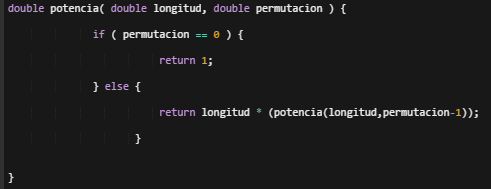 double potencia( double longitud, double permutacion ) {
if ( permutacion == 0 ) {
return 1;
} else {
return longitud * (potencia(longitud,permutacion-1));
}
}